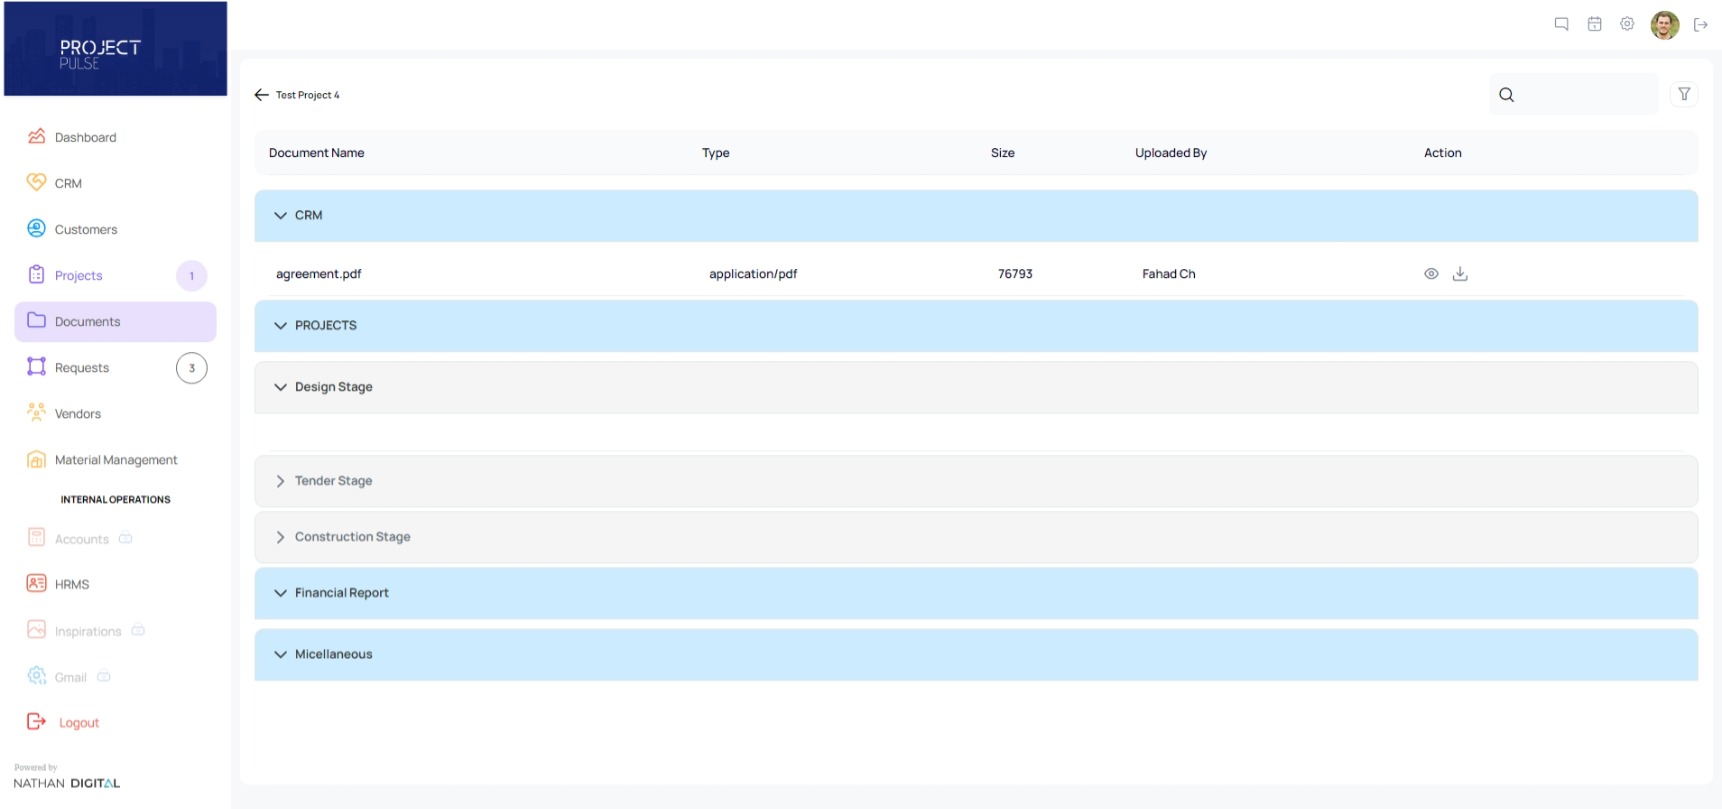 PROJECT
PULSE
Dashboard
CRM
Customers
Projects 1
Documents
Requests 3
Vendors
Material Management
INTERNAL OPERATIONS
Accounts
HRMS
Inspirations
Gmail
Logout
Powered by
NATHAN DIGITAL
Test Project 4
Document Name Type Size Uploaded By Action
CRM
agreement.pdf application/pdf 76793 Fahad Ch
PROJECTS
Design Stage
Tender Stage
Construction Stage
Financial Report
Micellaneous